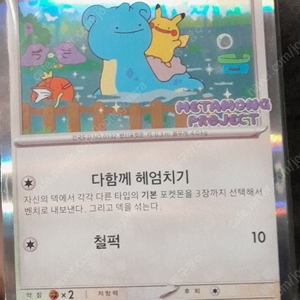 METAMONG
PROJECT
다함께 헤엄치기
자신의 덱에서 각각 다른 타입의 기본 포켓몬을 3장까지 선택해서
벤치로 내보낸다. 그리고 덱을 섞는다.
철퍽 10
약점 ×2 저항력 후퇴